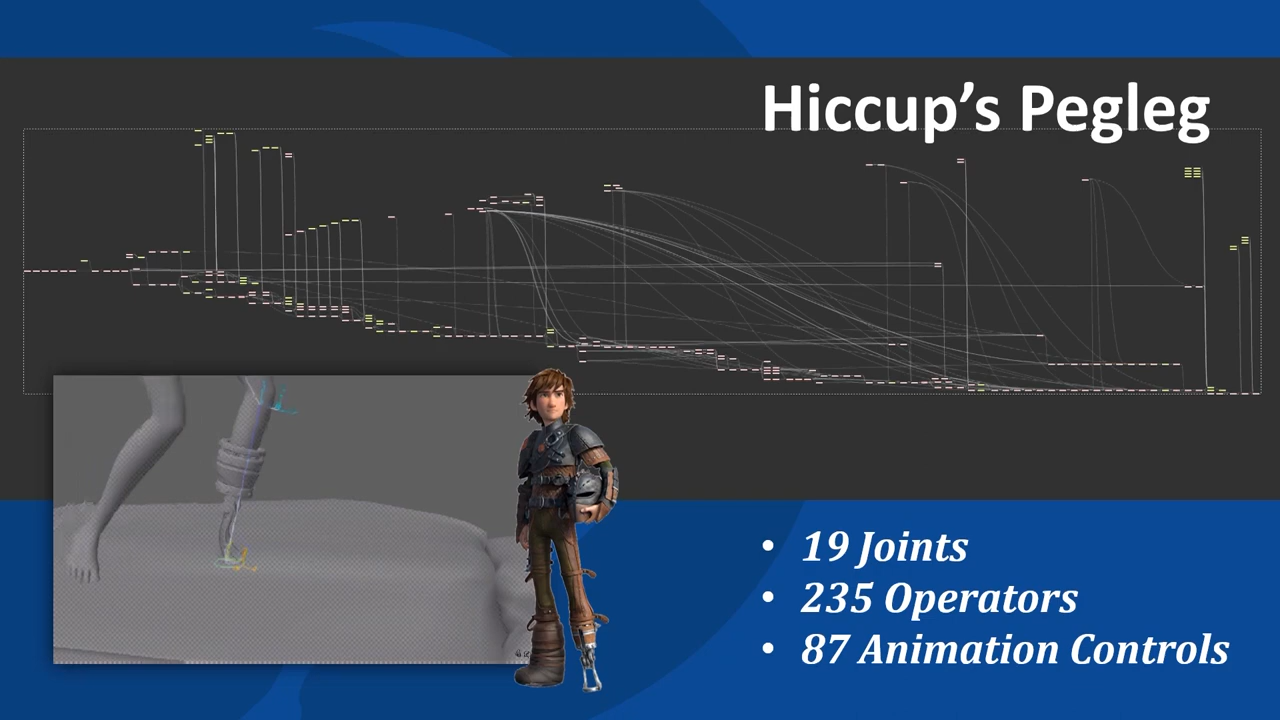 Hiccup’s Pegleg
• 19 Joints
• 235 Operators
• 87 Animation Controls